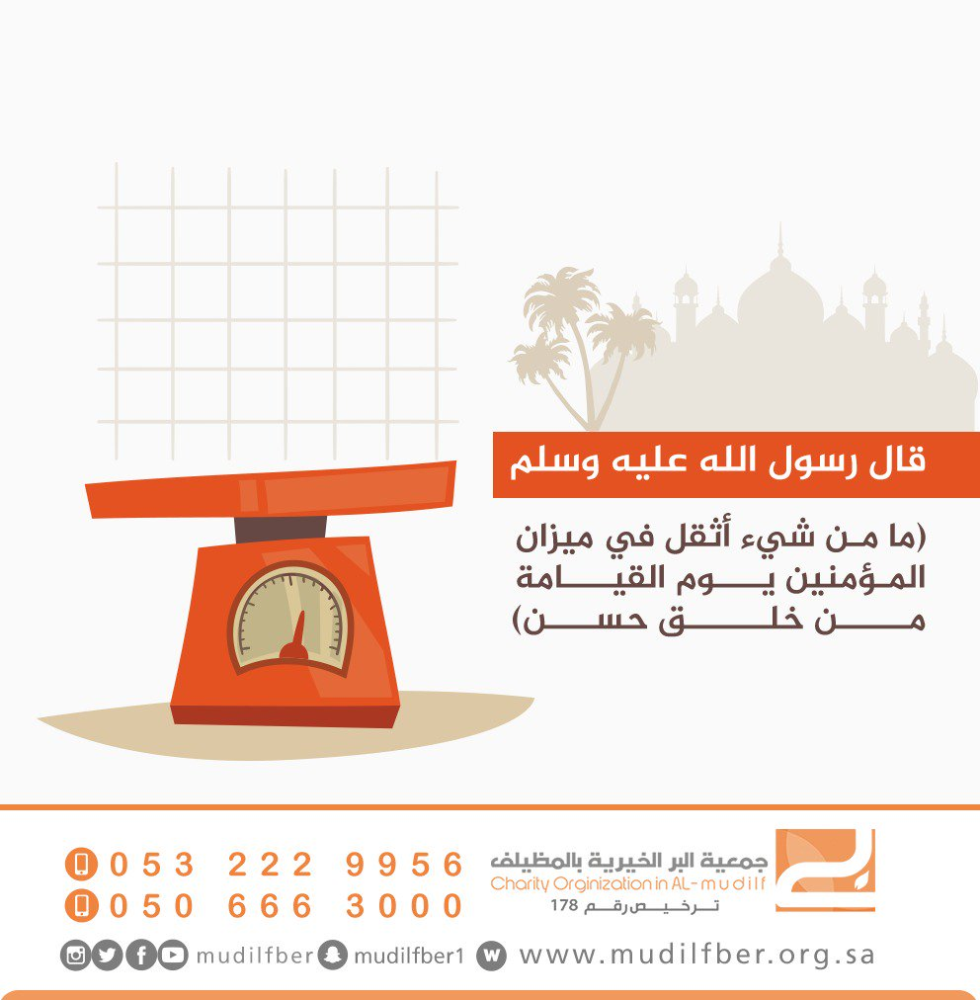 قال رسول الله عليه وسلم
(ما من شيء أثقل في ميزان
المؤمنين يوم القيامة
من خلق حسن)
جمعية البر الخيرية بالمظيلف
Charity Orginization in AL-mudilf
ترخيص رقم 178
053 222 9956
050 666 3000
mudilfber mudilfber1 www.mudilfber.org.sa